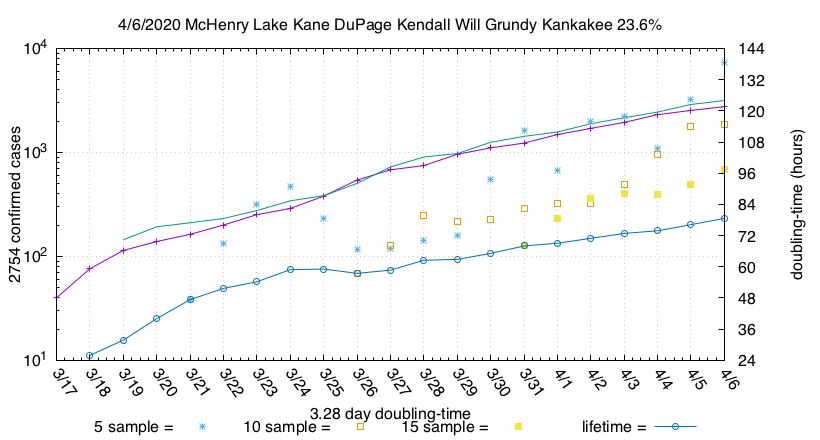 4/6/2020 McHenry Lake Kane DuPage Kendall Will Grundy Kankakee 23.6%
10^4
10^3
10^2
10^1
2754 confirmed cases
144
132
120
108
96
84
72
60
48
36
24
doubling-time (hours)
3/17 3/18 3/19 3/20 3/21 3/22 3/23 3/24 3/25 3/26 3/27 3/28 3/29 3/30 3/31 4/1 4/2 4/3 4/4 4/5 4/6
3.28 day doubling-time
5 sample = 10 sample = 15 sample = lifetime =